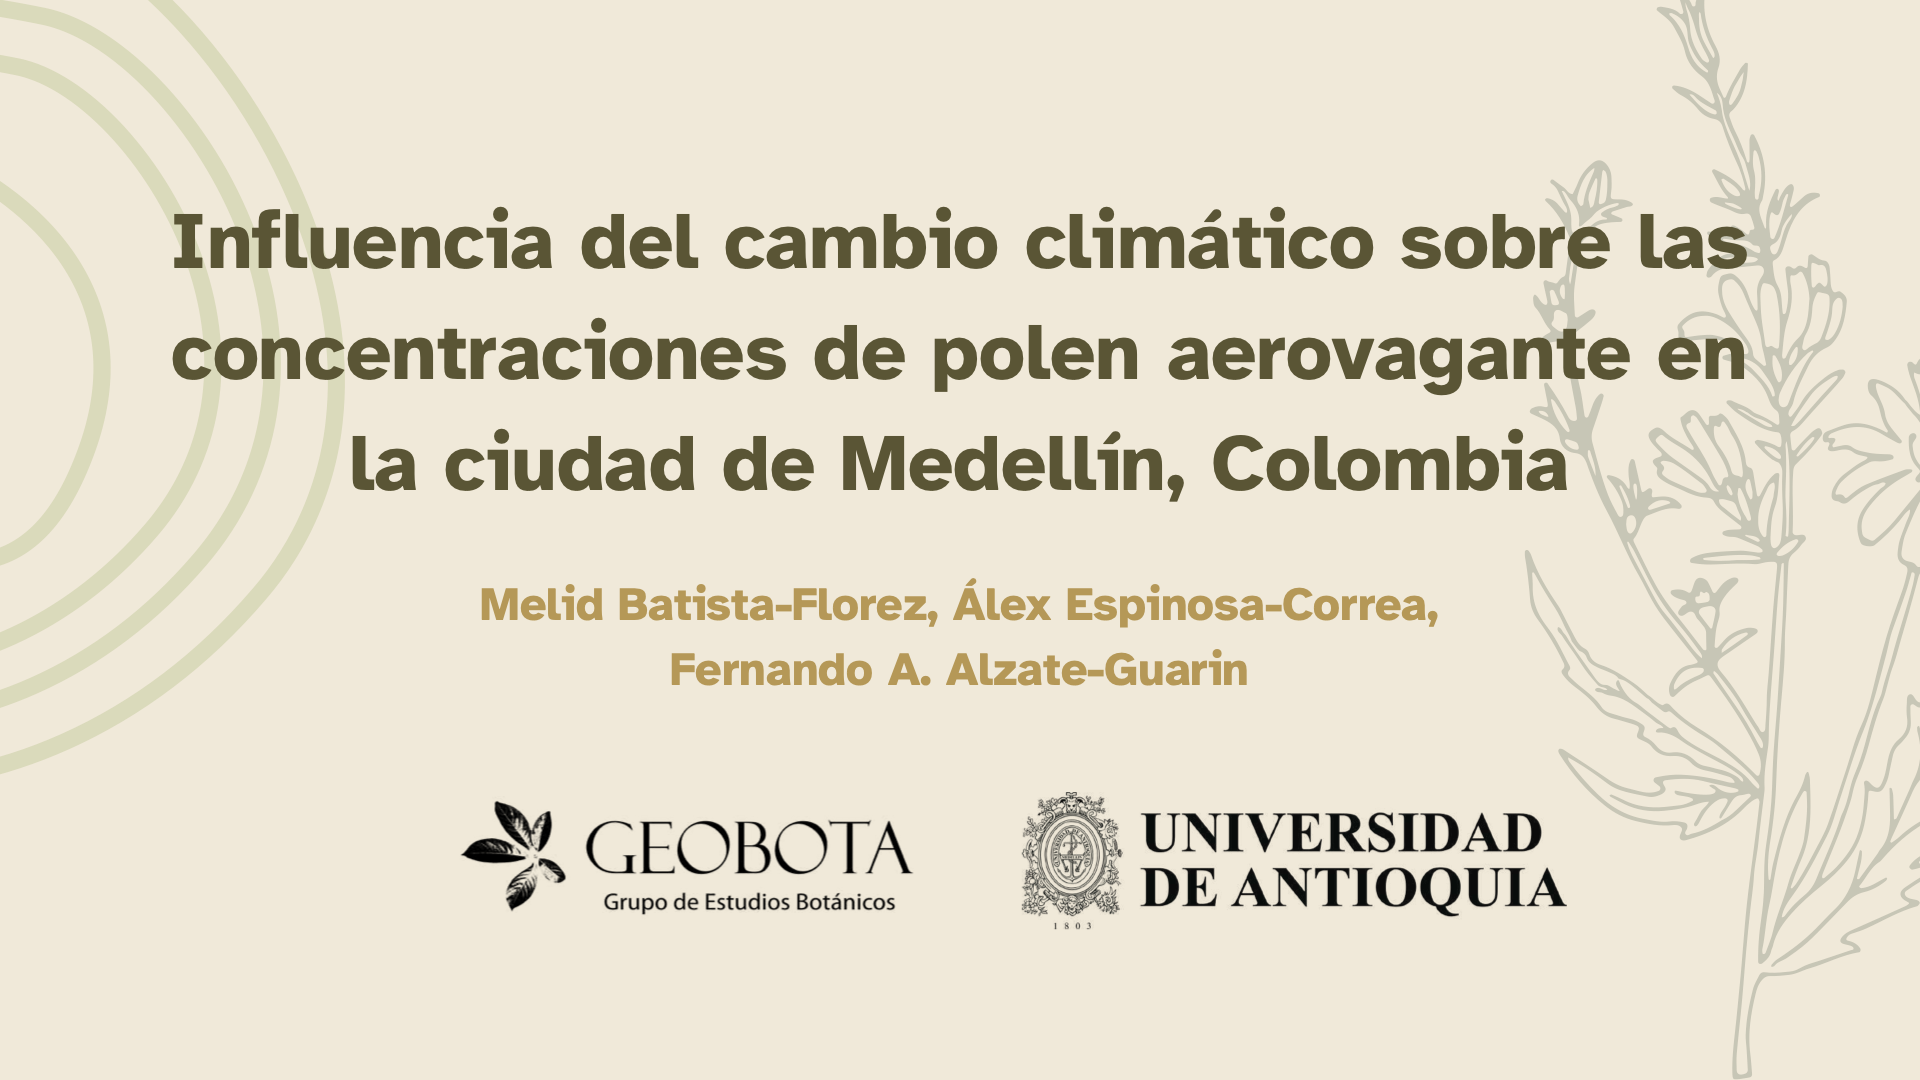 Influencia del cambio climático sobre las
concentraciones de polen aerovagante en
la ciudad de Medellín, Colombia
Melid Batista-Florez, Álex Espinosa-Correa,
Fernando A. Alzate-Guarin
GEOBOTA
Grupo de Estudios Botánicos
UNIVERSIDAD
DE ANTIOQUIA
1803